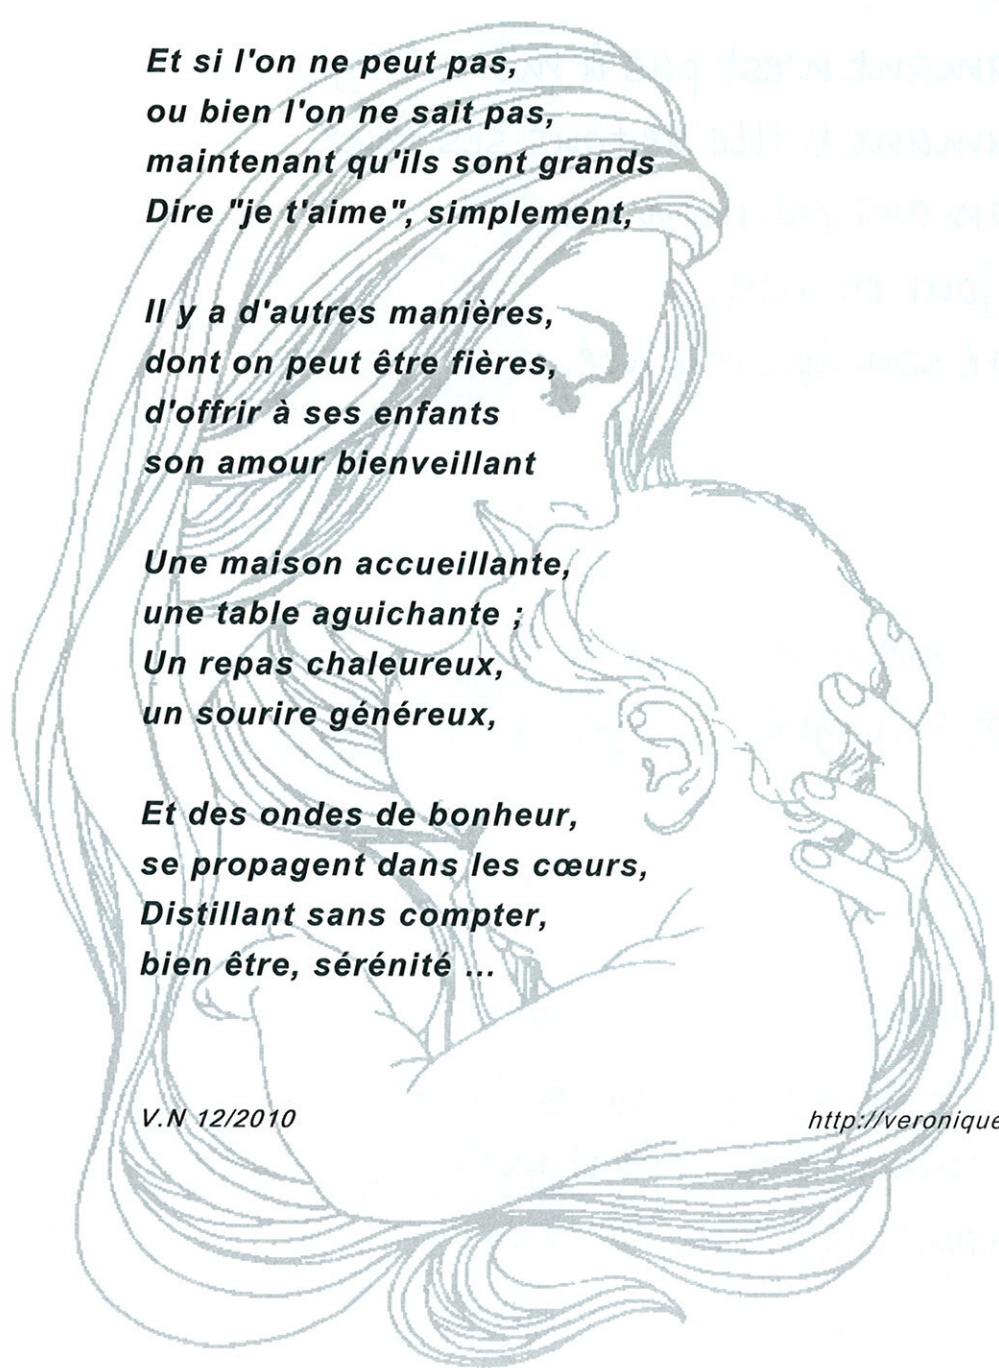 Et si l'on ne peut pas,
ou bien l'on ne sait pas,
maintenant qu'ils sont grands
Dire "je t'aime", simplement,
Il y a d'autres manières,
dont on peut être fières,
d'offrir à ses enfants
son amour bienveillant
Une maison accueillante,
une table aguichante ;
Un repas chaleureux,
un sourire généreux,
Et des ondes de bonheur,
se propagent dans les cœurs,
Distillant sans compter,
bien être, sérénité ...
V.N 12/2010
http://veronique